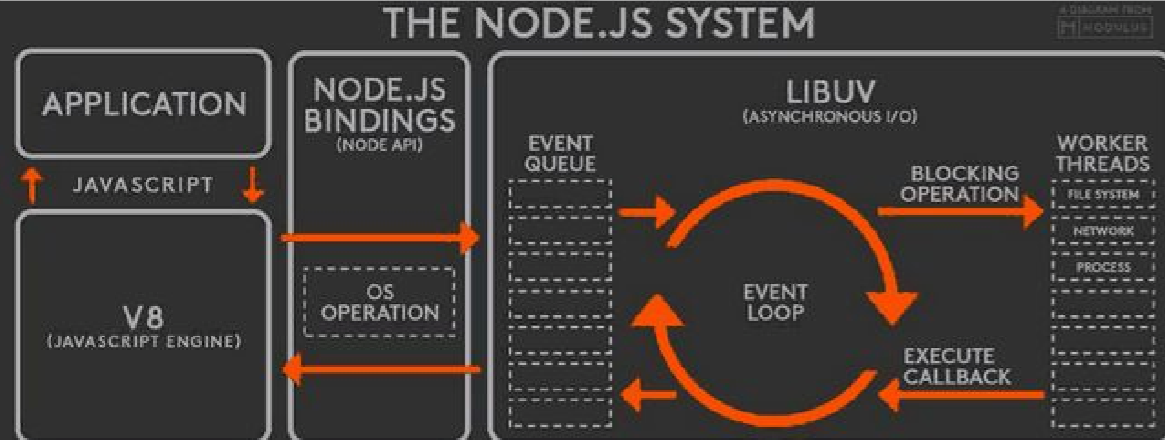 THE NODE.JS SYSTEM
A DIAGRAM FROM
MODULUS
APPLICATION
JAVASCRIPT
V8
(JAVASCRIPT ENGINE)
NODE.JS
BINDINGS
(NODE API)
OS
OPERATION
LIBUV
(ASYNCHRONOUS I/O)
EVENT
QUEUE
EVENT
LOOP
BLOCKING
OPERATION
EXECUTE
CALLBACK
WORKER
THREADS
FILE SYSTEM
NETWORK
PROCESS